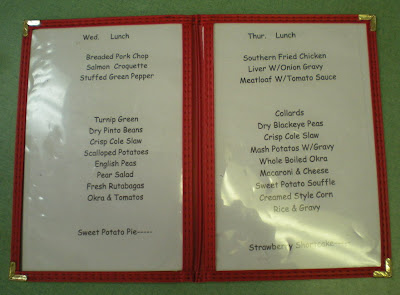 Wed. Lunch
Breaded Pork Chop
Salmon Croquette
Stuffed Green Pepper
Turnip Green
Dry Pinto Beans
Crisp Cole Slaw
Scalloped Potatoes
English Peas
Pear Salad
Fresh Rutabagas
Okra & Tomatos
Sweet Potato Pie-----
Thur. Lunch
Southern Fried Chicken
Liver W/Onion Gravy
Meatloaf W/Tomato Sauce
Collards
Dry Blackeye Peas
Crisp Cole Slaw
Mash Potatos W/Gravy
Whole Boiled Okra
Macaroni & Cheese
Sweet Potato Souffle
Creamed Style Corn
Rice & Gravy
Strawberry Shortcake-----